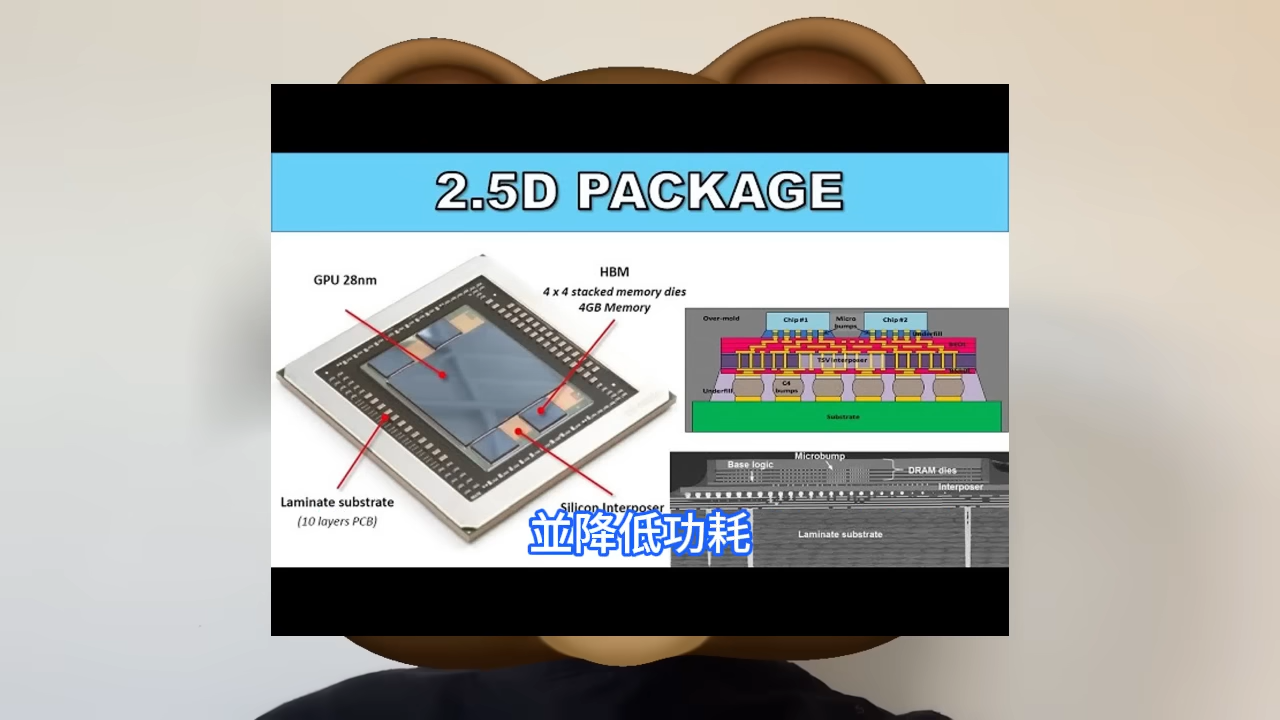 2.5D PACKAGE
GPU 28nm
HBM
4 x 4 stacked memory dies
4GB Memory
Laminate substrate
(10 layers PCB)
Silicon Interposer
Over-mold
Chip #1
Micro
bumps
Chip #2
Underfill
TSV interposer
Underfill
C4
bumps
Substrate
Microbump
Base logic
DRAM dies
Interposer
Laminate substrate
並降低功耗